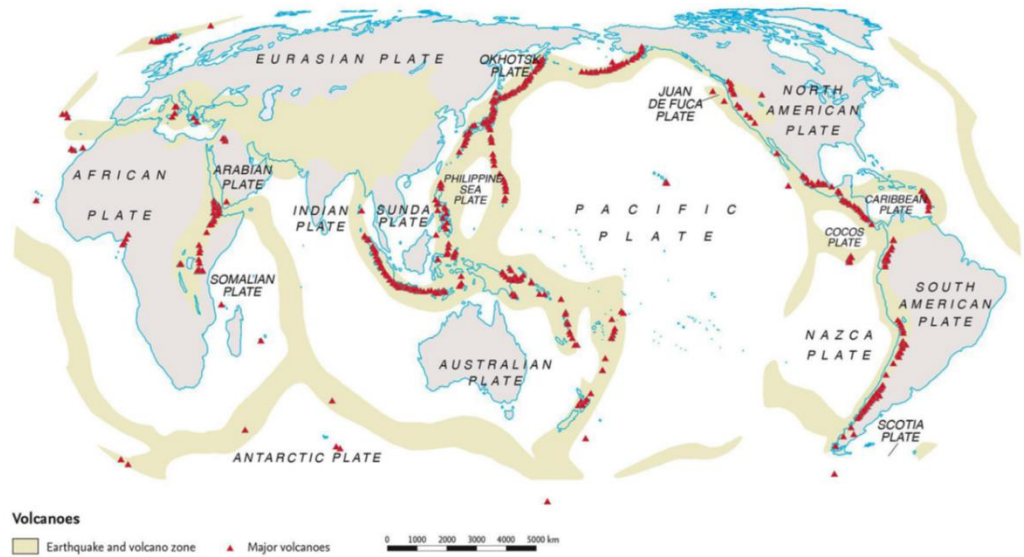 EURASIAN PLATE
OKHOTSK
PLATE
JUAN
DE FUCA
PLATE
NORTH
AMERICAN
PLATE
AFRICAN
PLATE
ARABIAN
PLATE
INDIAN
PLATE
SUNDA
PLATE
PHILIPPINE
SEA
PLATE
PACIFIC
PLATE
CARIBBEAN
PLATE
COCOS
PLATE
SOMALIAN
PLATE
SOUTH
AMERICAN
PLATE
NAZCA
PLATE
AUSTRALIAN
PLATE
SCOTIA
PLATE
ANTARCTIC PLATE
Volcanoes
Earthquake and volcano zone
Major volcanoes
0 1000 2000 3000 4000 5000 km